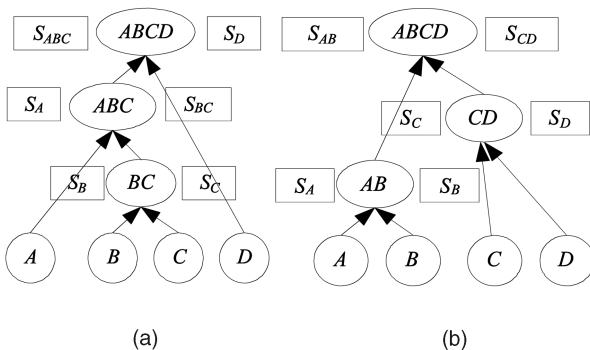 S_ABC ABCD S_D S_AB ABCD S_CD
S_A ABC S_BC S_C CD S_D
S_B BC S_C S_A AB S_B
A B C D A B C D
(a) (b)